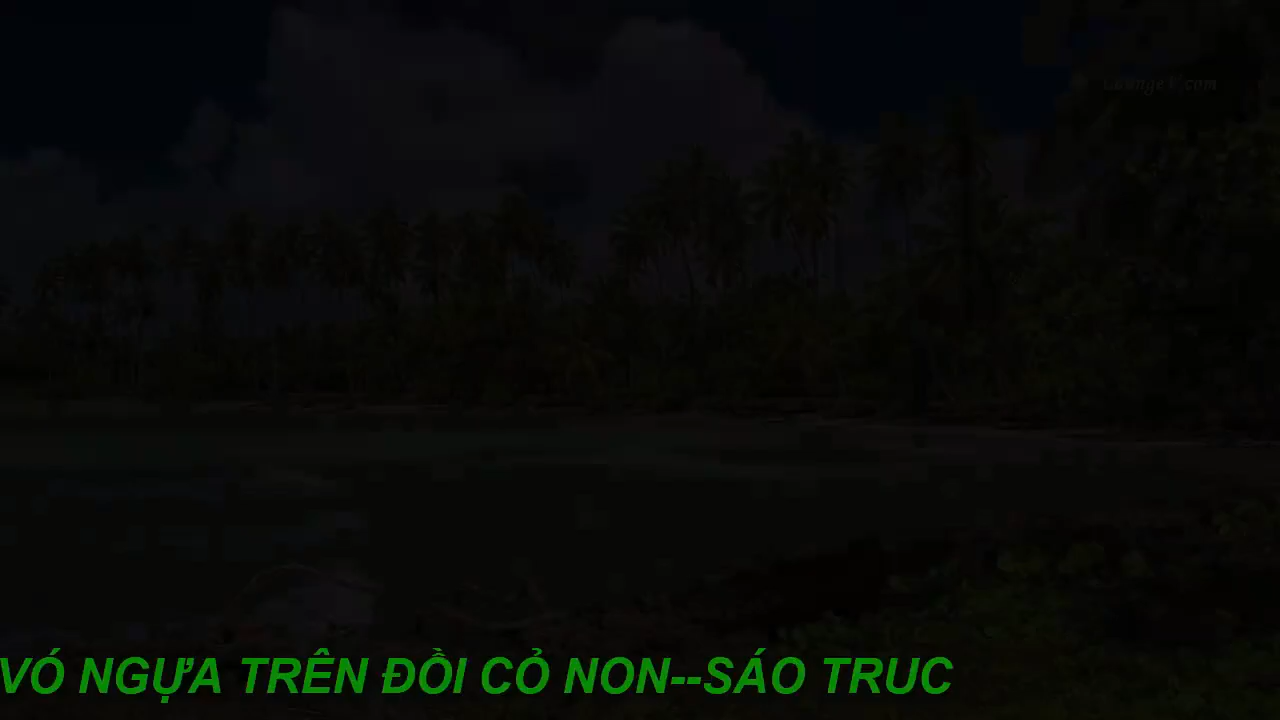 VÓ NGỰA TRÊN ĐỒI CỎ NON--SÁO TRUC